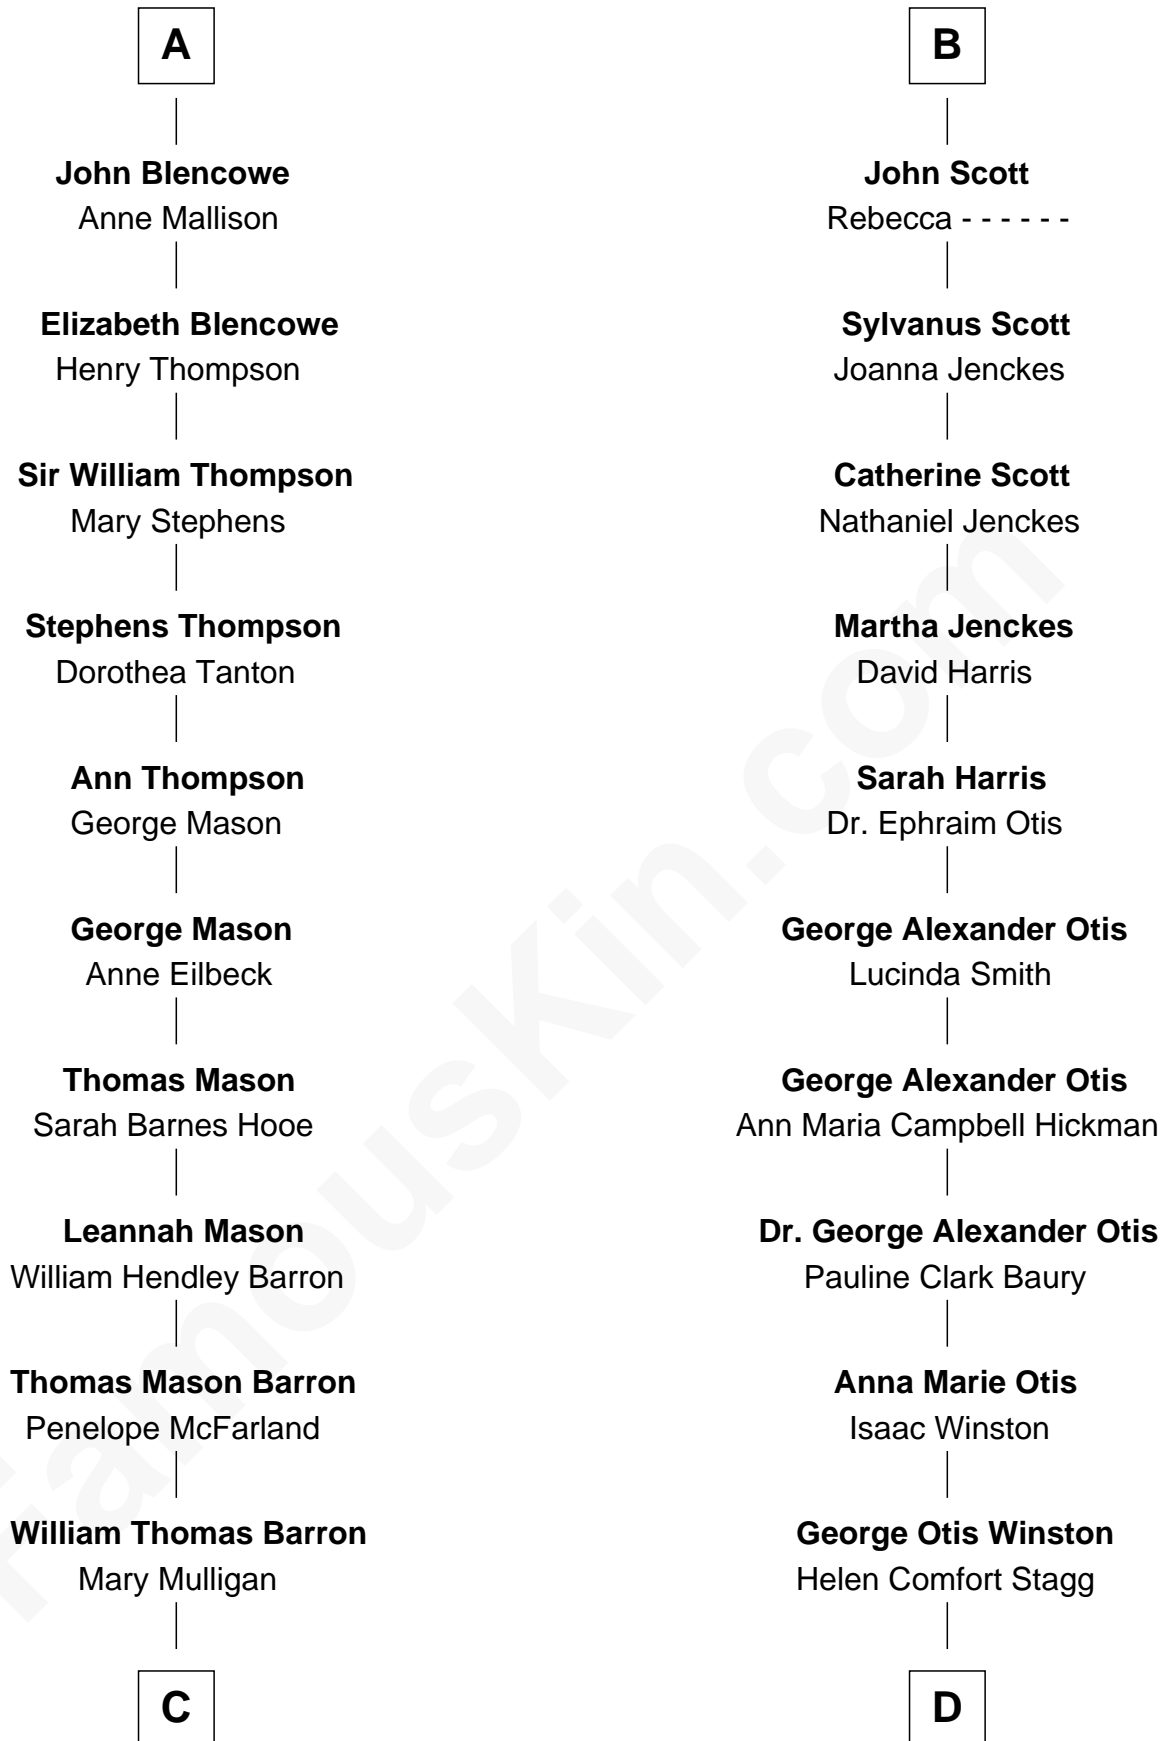 A
John Blencowe
Anne Mallison
Elizabeth Blencowe
Henry Thompson
Sir William Thompson
Mary Stephens
Stephens Thompson
Dorothea Tanton
Ann Thompson
George Mason
George Mason
Anne Eilbeck
Thomas Mason
Sarah Barnes Hooe
Leannah Mason
William Hendley Barron
Thomas Mason Barron
Penelope McFarland
William Thomas Barron
Mary Mulligan
C
B
John Scott
Rebecca - - - - - -
Sylvanus Scott
Joanna Jenckes
Catherine Scott
Nathaniel Jenckes
Martha Jenckes
David Harris
Sarah Harris
Dr. Ephraim Otis
George Alexander Otis
Lucinda Smith
George Alexander Otis
Ann Maria Campbell Hickman
Dr. George Alexander Otis
Pauline Clark Baury
Anna Marie Otis
Isaac Winston
George Otis Winston
Helen Comfort Stagg
D
FamousKin.com